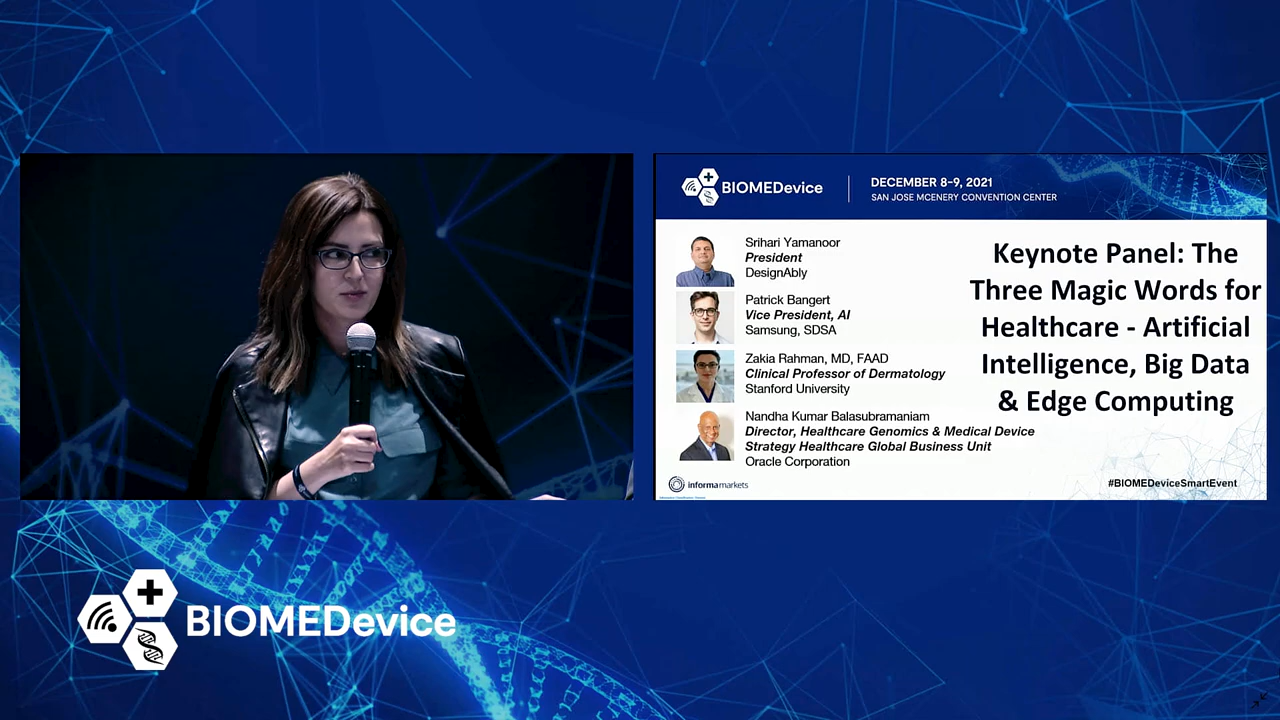 BIOMEDevice
DECEMBER 8-9, 2021
SAN JOSE MCENERY CONVENTION CENTER
Srihari Yamanoor
President
DesignAbly
Patrick Bangert
Vice President, AI
Samsung, SDSA
Zakia Rahman, MD, FAAD
Clinical Professor of Dermatology
Stanford University
Nandha Kumar Balasubramaniam
Director, Healthcare Genomics & Medical Device
Strategy Healthcare Global Business Unit
Oracle Corporation
Keynote Panel: The
Three Magic Words for
Healthcare - Artificial
Intelligence, Big Data
& Edge Computing
informa markets
#BIOMEDeviceSmartEvent
BIOMEDevice